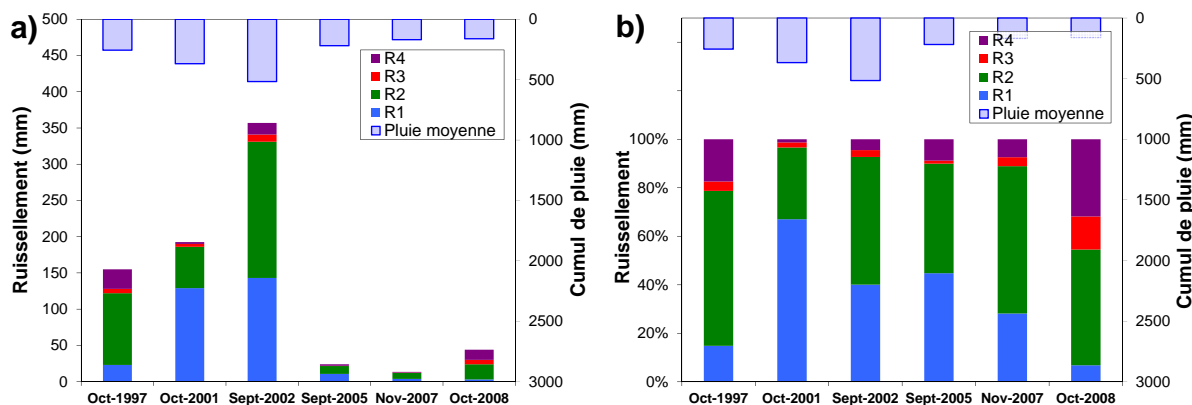 a)
Ruissellement (mm)
500
450
400
350
300
250
200
150
100
50
0
R4
R3
R2
R1
Pluie moyenne
0
500
1000
1500
2000
2500
3000
Cumul de pluie (mm)
Oct-1997 Oct-2001 Sept-2002 Sept-2005 Nov-2007 Oct-2008
b)
Ruissellement
100%
80%
60%
40%
20%
0%
R4
R3
R2
R1
Pluie moyenne
0
500
1000
1500
2000
2500
3000
Cumul de pluie (mm)
Oct-1997 Oct-2001 Sept-2002 Sept-2005 Nov-2007 Oct-2008